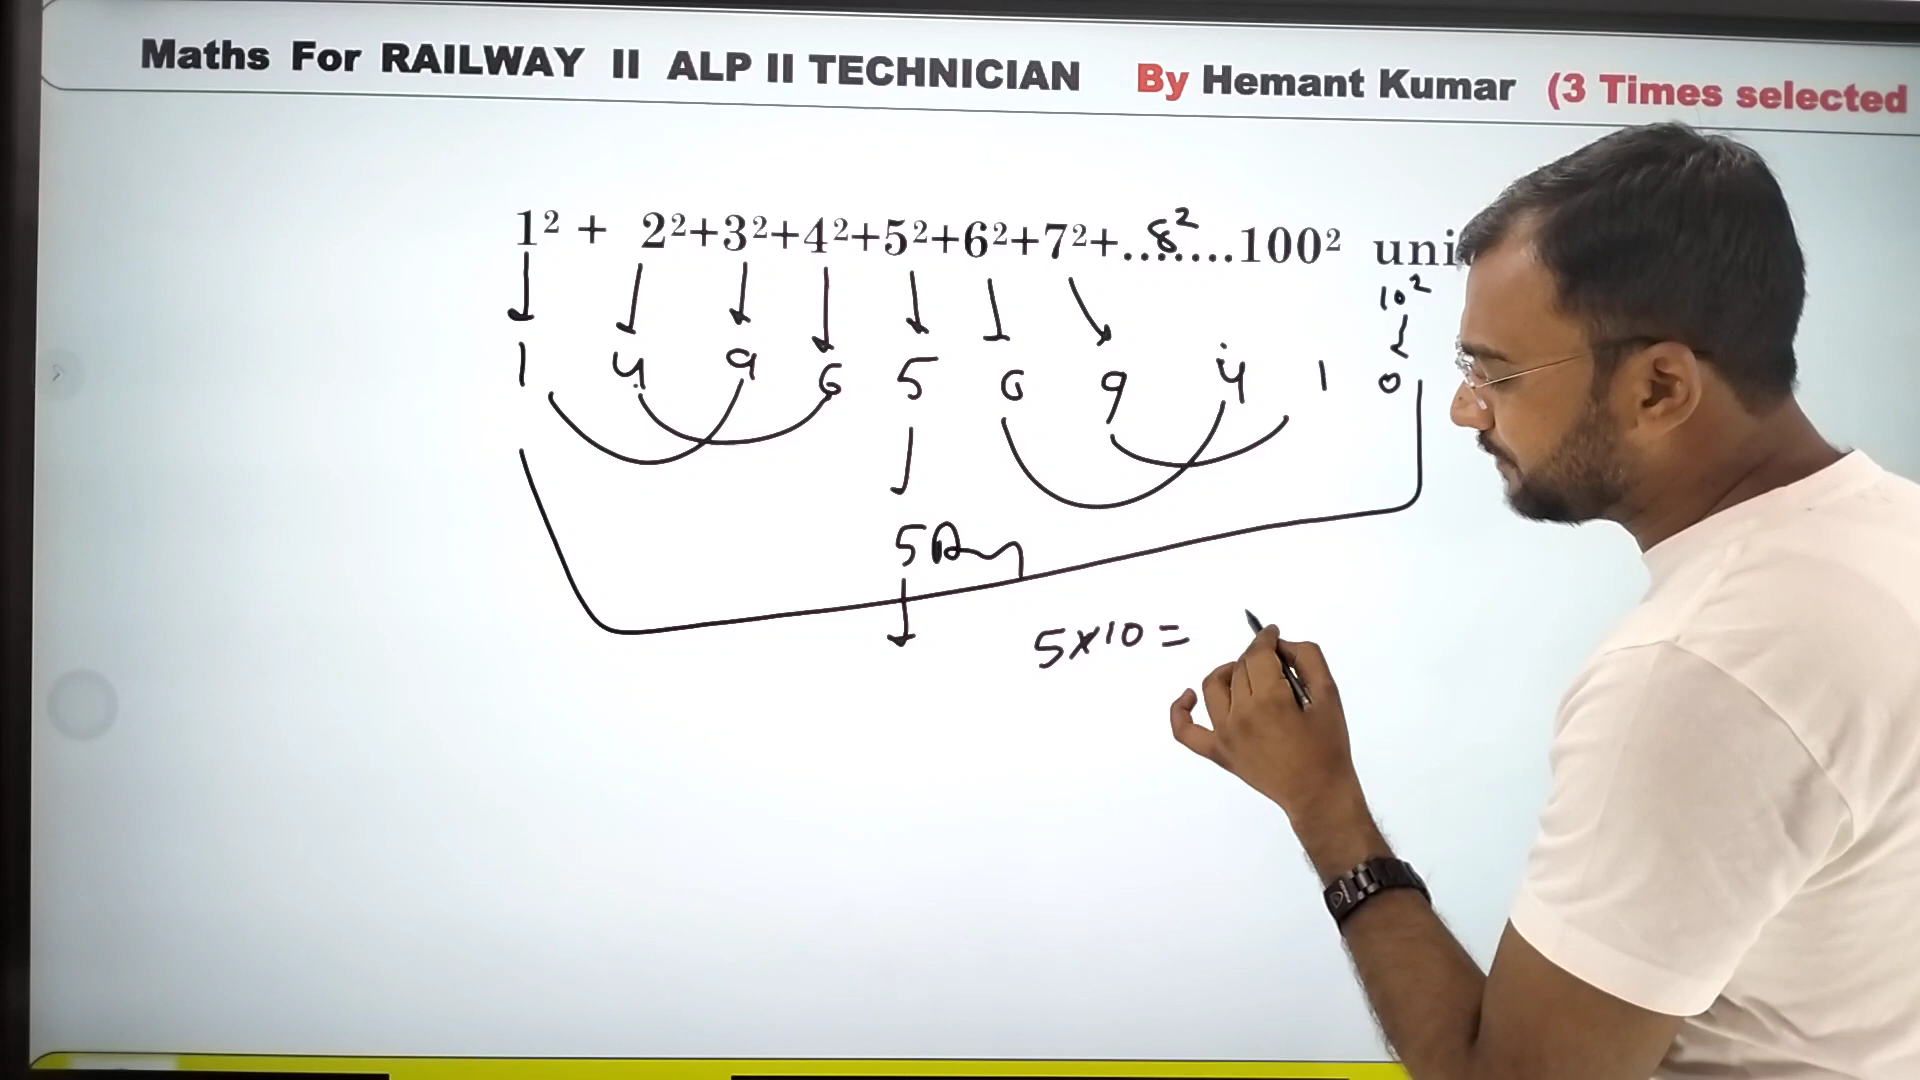 Maths For RAILWAY II ALP II TECHNICIAN By Hemant Kumar (3 Times selected
1² + 2²+3²+4²+5²+6²+7²+........100² uni
8²
10²
1 4 9 6 5 6 9 4 1 0
5
5×10=